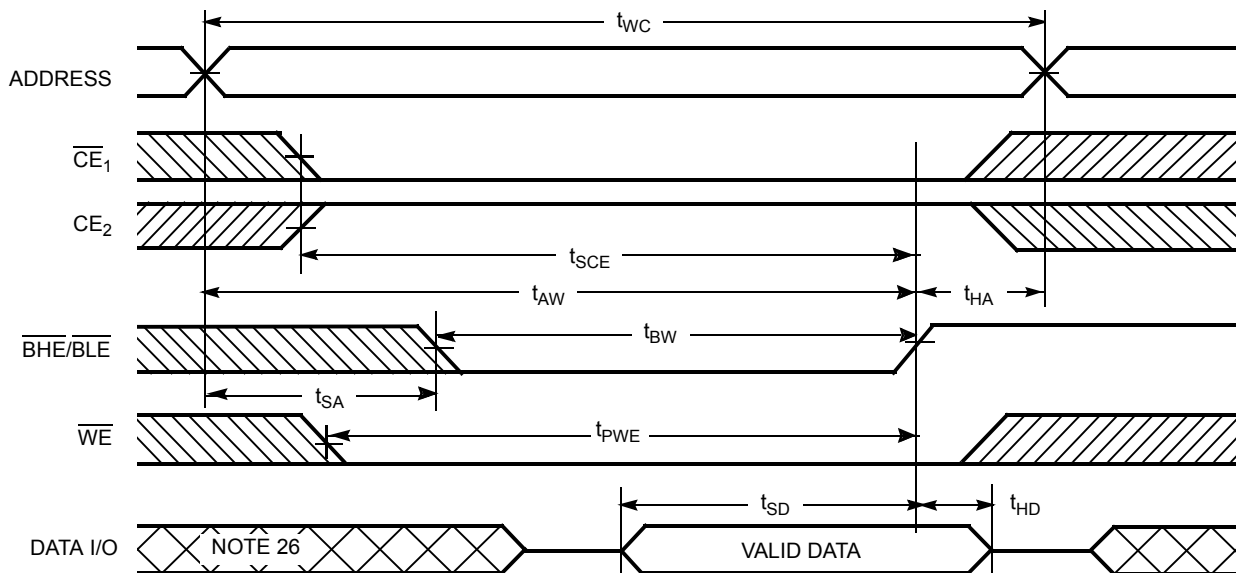 tWC
ADDRESS
CE1
CE2
tSCE
tAW
tHA
BHE/BLE
tBW
tSA
WE
tPWE
tSD
tHD
DATA I/O
NOTE 26
VALID DATA